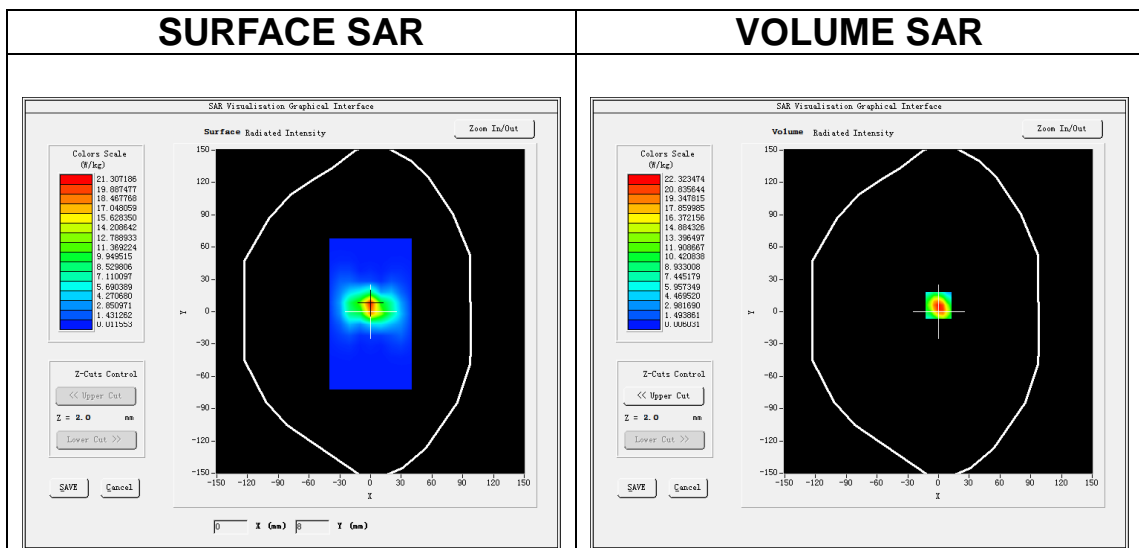 SURFACE SAR
VOLUME SAR
SAR Visualisation Graphical Interface
Surface Radiated Intensity
Zoom In/Out
Colors Scale
(W/kg)
21.307186
19.887477
18.467768
17.048059
15.628350
14.208642
12.788933
11.369224
9.949515
8.529806
7.110097
5.690389
4.270680
2.850971
1.431262
0.011553
150
120
90
60
30
0
-30
-60
-90
-120
-150
Y
-150 -120 -90 -60 -30 0 30 60 90 120 150
X
Z-Cuts Control
<< Upper Cut
Z = 2.0 mm
Lower Cut >>
SAVE Cancel
0 X (mm) 8 Y (mm)
SAR Visualisation Graphical Interface
Volume Radiated Intensity
Zoom In/Out
Colors Scale
(W/kg)
22.323474
20.835644
19.347815
17.859985
16.372156
14.884326
13.396497
11.908667
10.420838
8.933008
7.445179
5.957349
4.469520
2.981690
1.493861
0.006031
150
120
90
60
30
0
-30
-60
-90
-120
-150
Y
-150 -120 -90 -60 -30 0 30 60 90 120 150
X
Z-Cuts Control
<< Upper Cut
Z = 2.0 mm
Lower Cut >>
SAVE Cancel